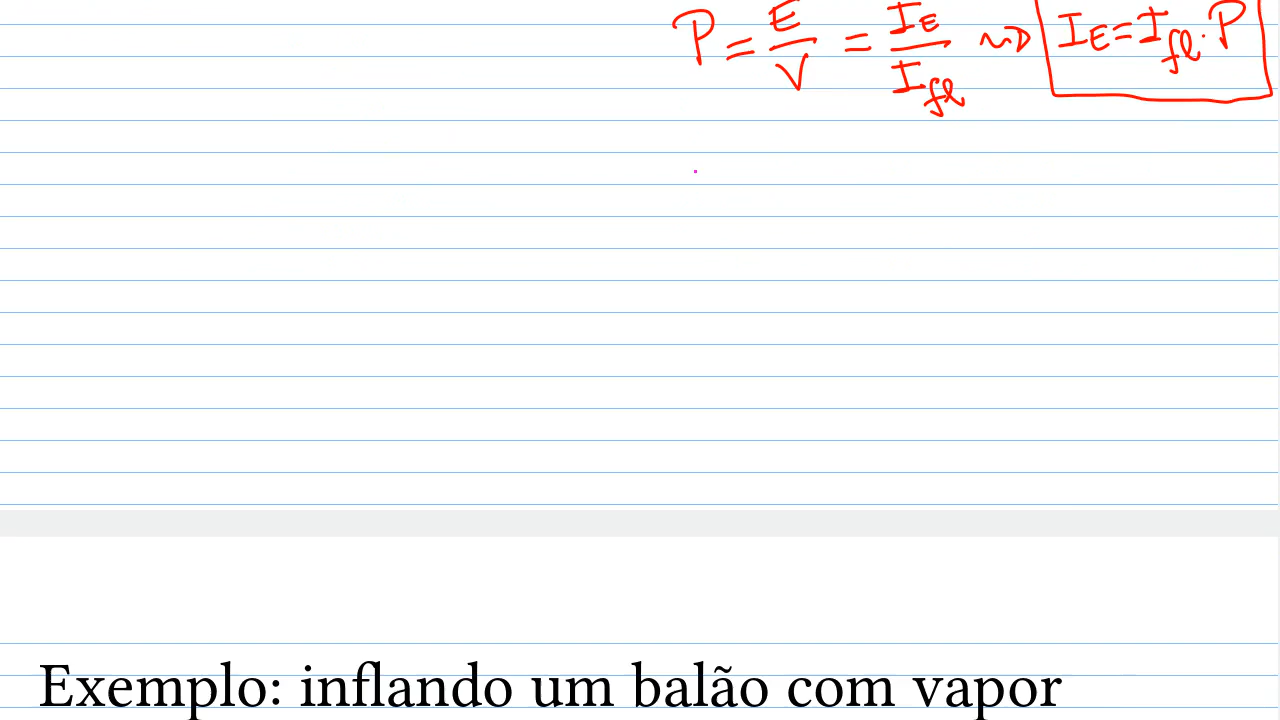 P = E/V = I_E/I_fl ⇝ I_E = I_fl · P
Exemplo: inflando um balão com vapor